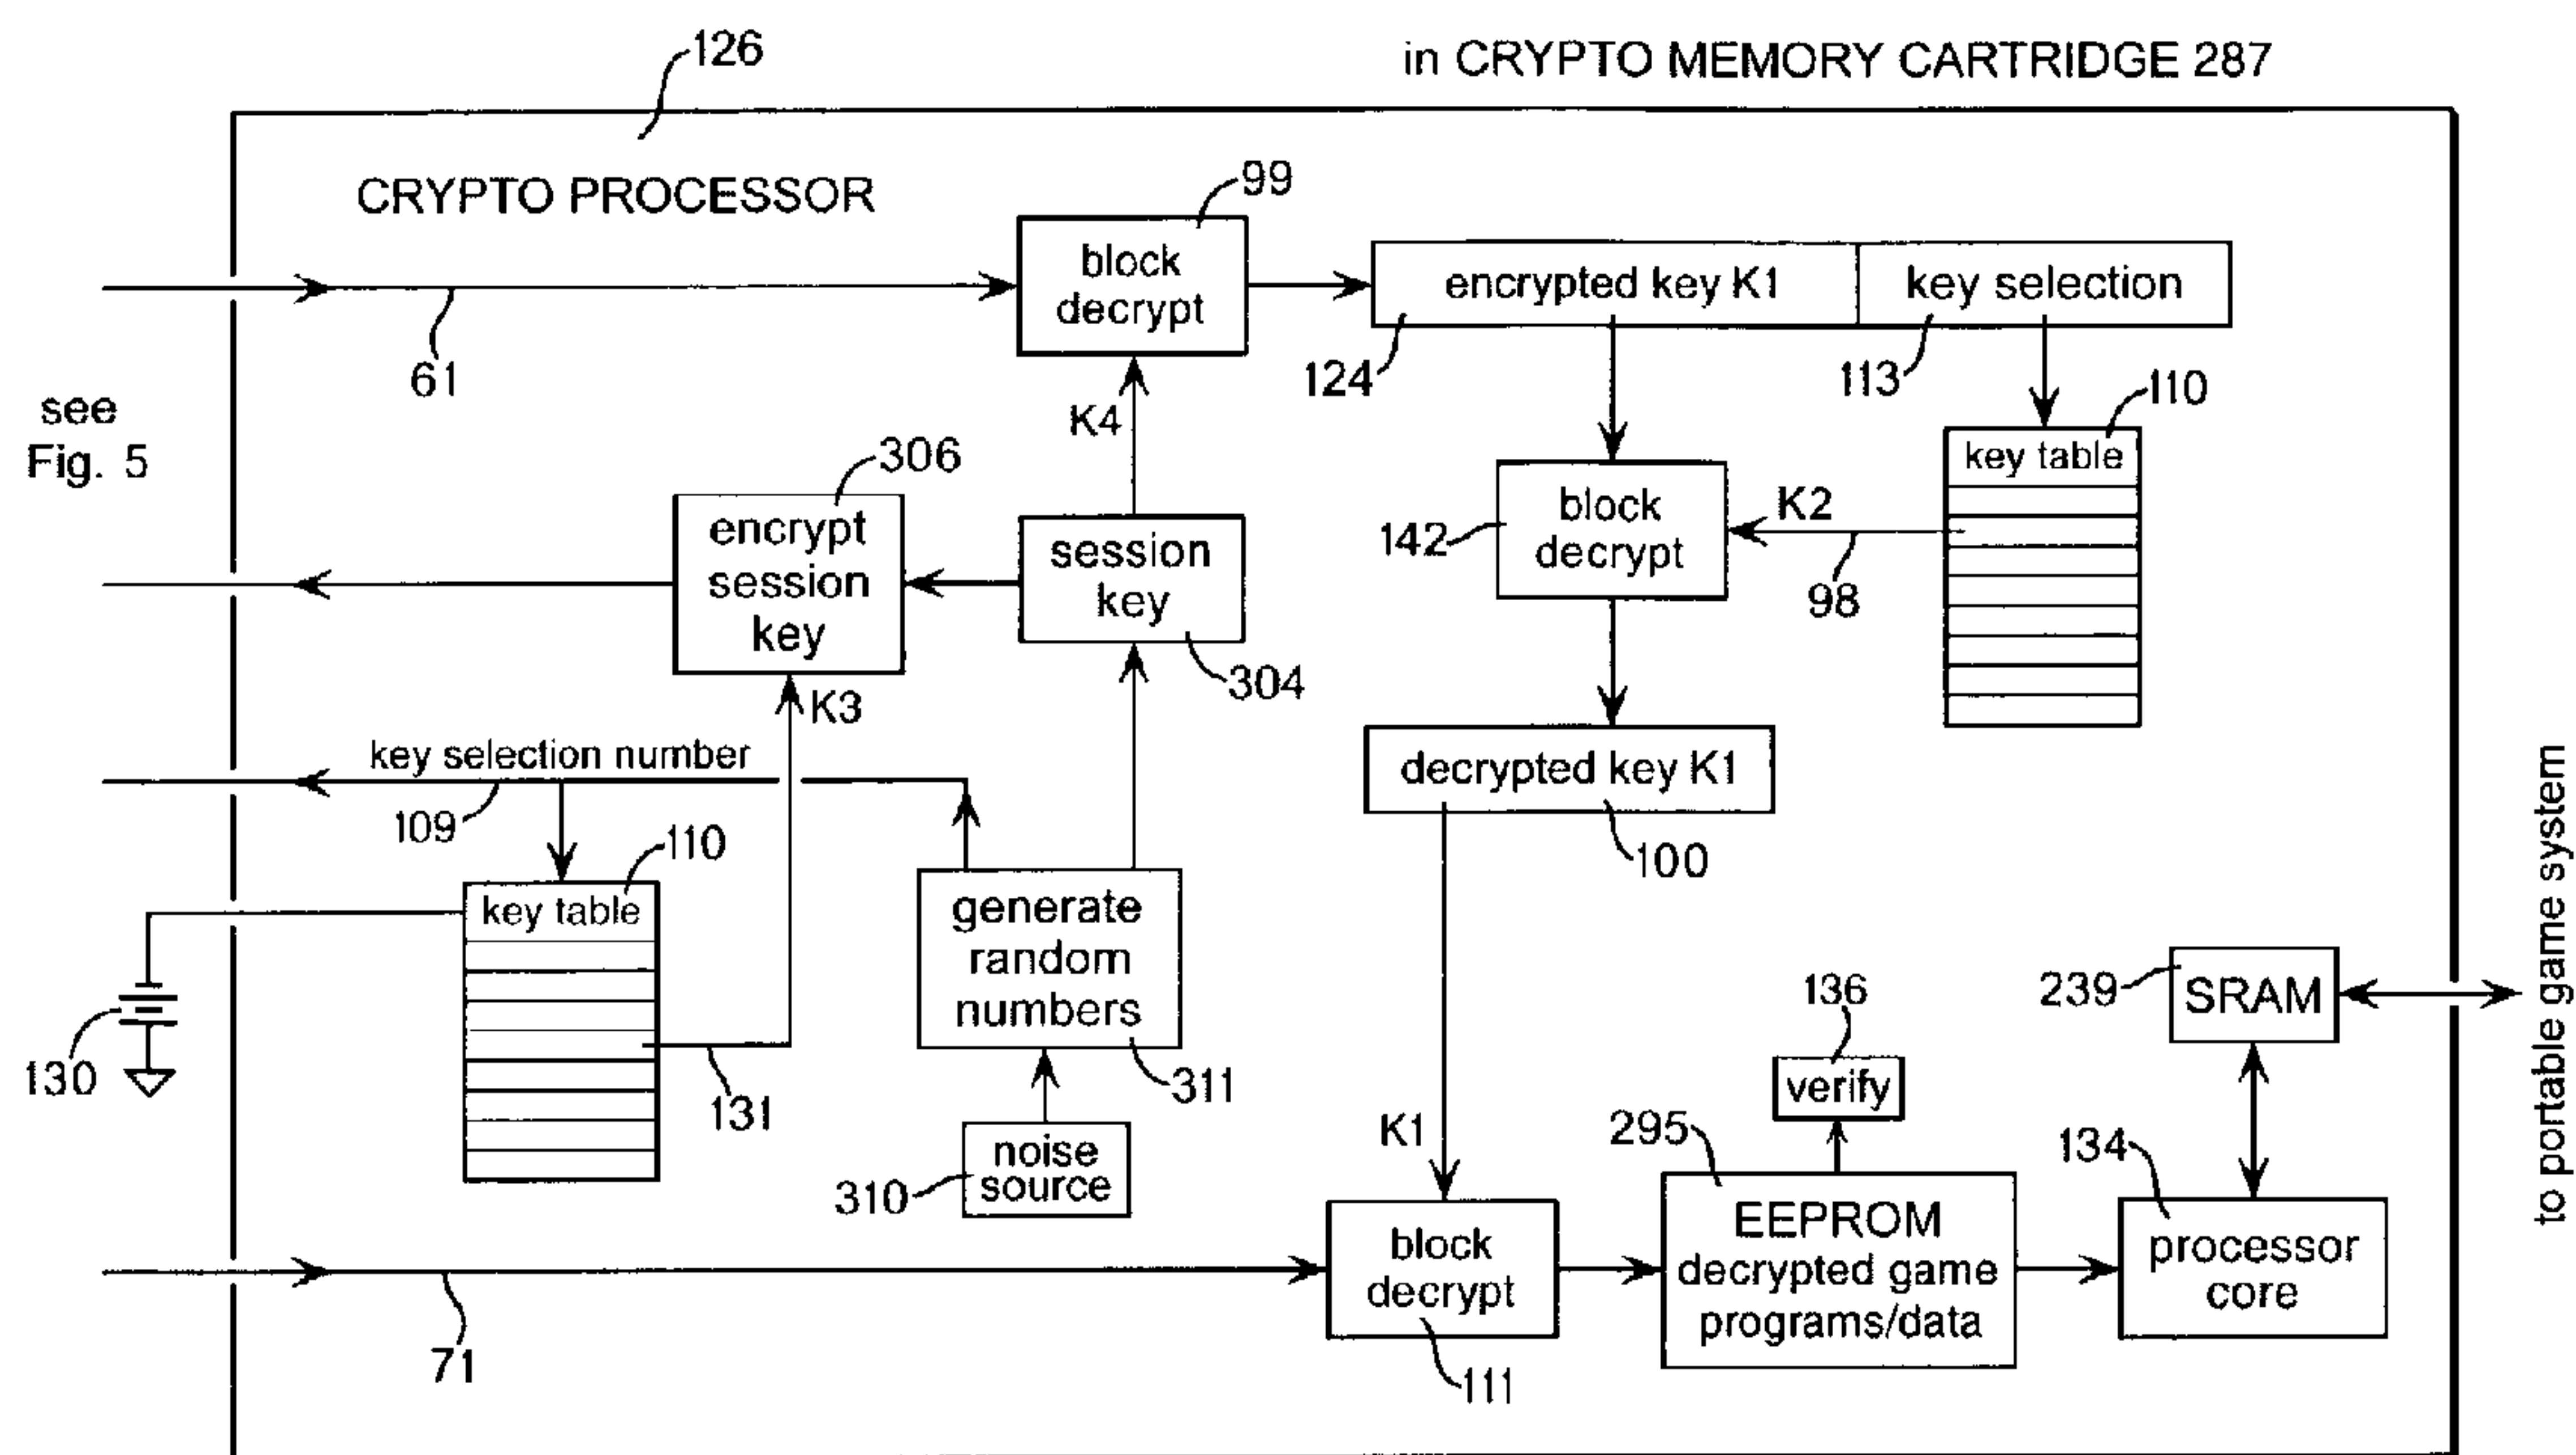 126
in CRYPTO MEMORY CARTRIDGE 287
CRYPTO PROCESSOR
99
block
decrypt
encrypted key K1
key selection
61
124
113
110
see
Fig. 5
K4
306
encrypt
session
key
session
key
304
142
block
decrypt
K2
98
key table
K3
key selection number
109
110
key table
decrypted key K1
100
generate
random
numbers
311
130
131
noise
source
310
K1
136
verify
239
SRAM
295
EEPROM
decrypted game
programs/data
134
processor
core
block
decrypt
111
71
to portable game system